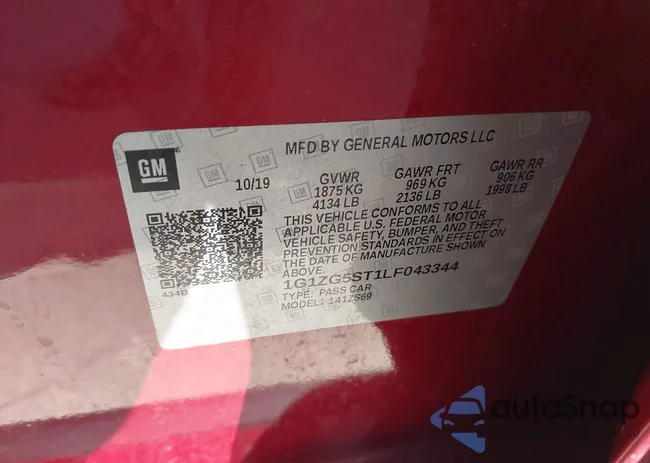 MFD BY GENERAL MOTORS LLC
GM
10/19
GVWR
1875 KG
4134 LB
GAWR FRT
969 KG
2136 LB
GAWR RR
906 KG
1998 LB
THIS VEHICLE CONFORMS TO ALL
APPLICABLE U.S. FEDERAL MOTOR
VEHICLE SAFETY, BUMPER, AND THEFT
PREVENTION STANDARDS IN EFFECT ON
THE DATE OF MANUFACTURE SHOWN
ABOVE.
1G1ZG5ST1LF043344
TYPE: PASS CAR
MODEL: 141ZS69
434B
autoSnap